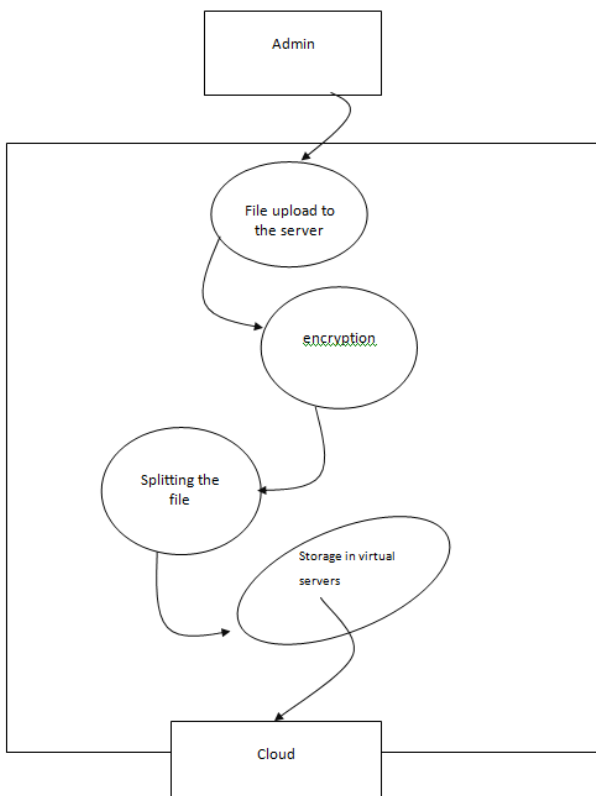 Admin
File upload to
the server
encryption
Splitting the
file
Storage in virtual
servers
Cloud